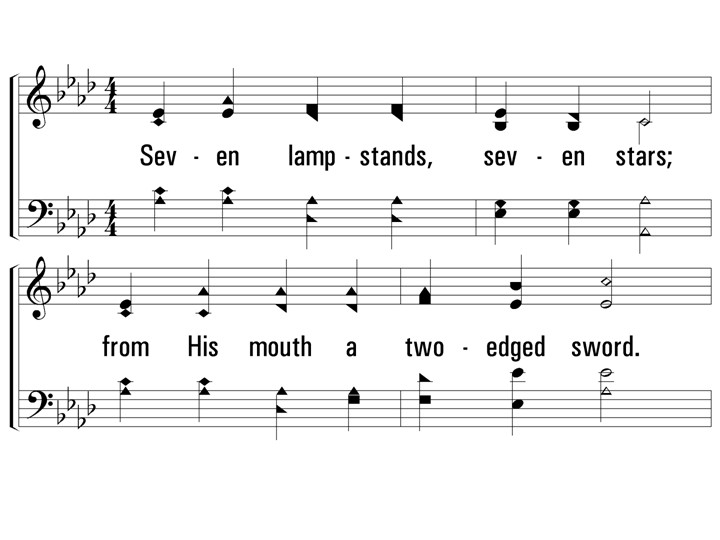 Sev - en lamp - stands, sev - en stars;
from His mouth a two - edged sword.